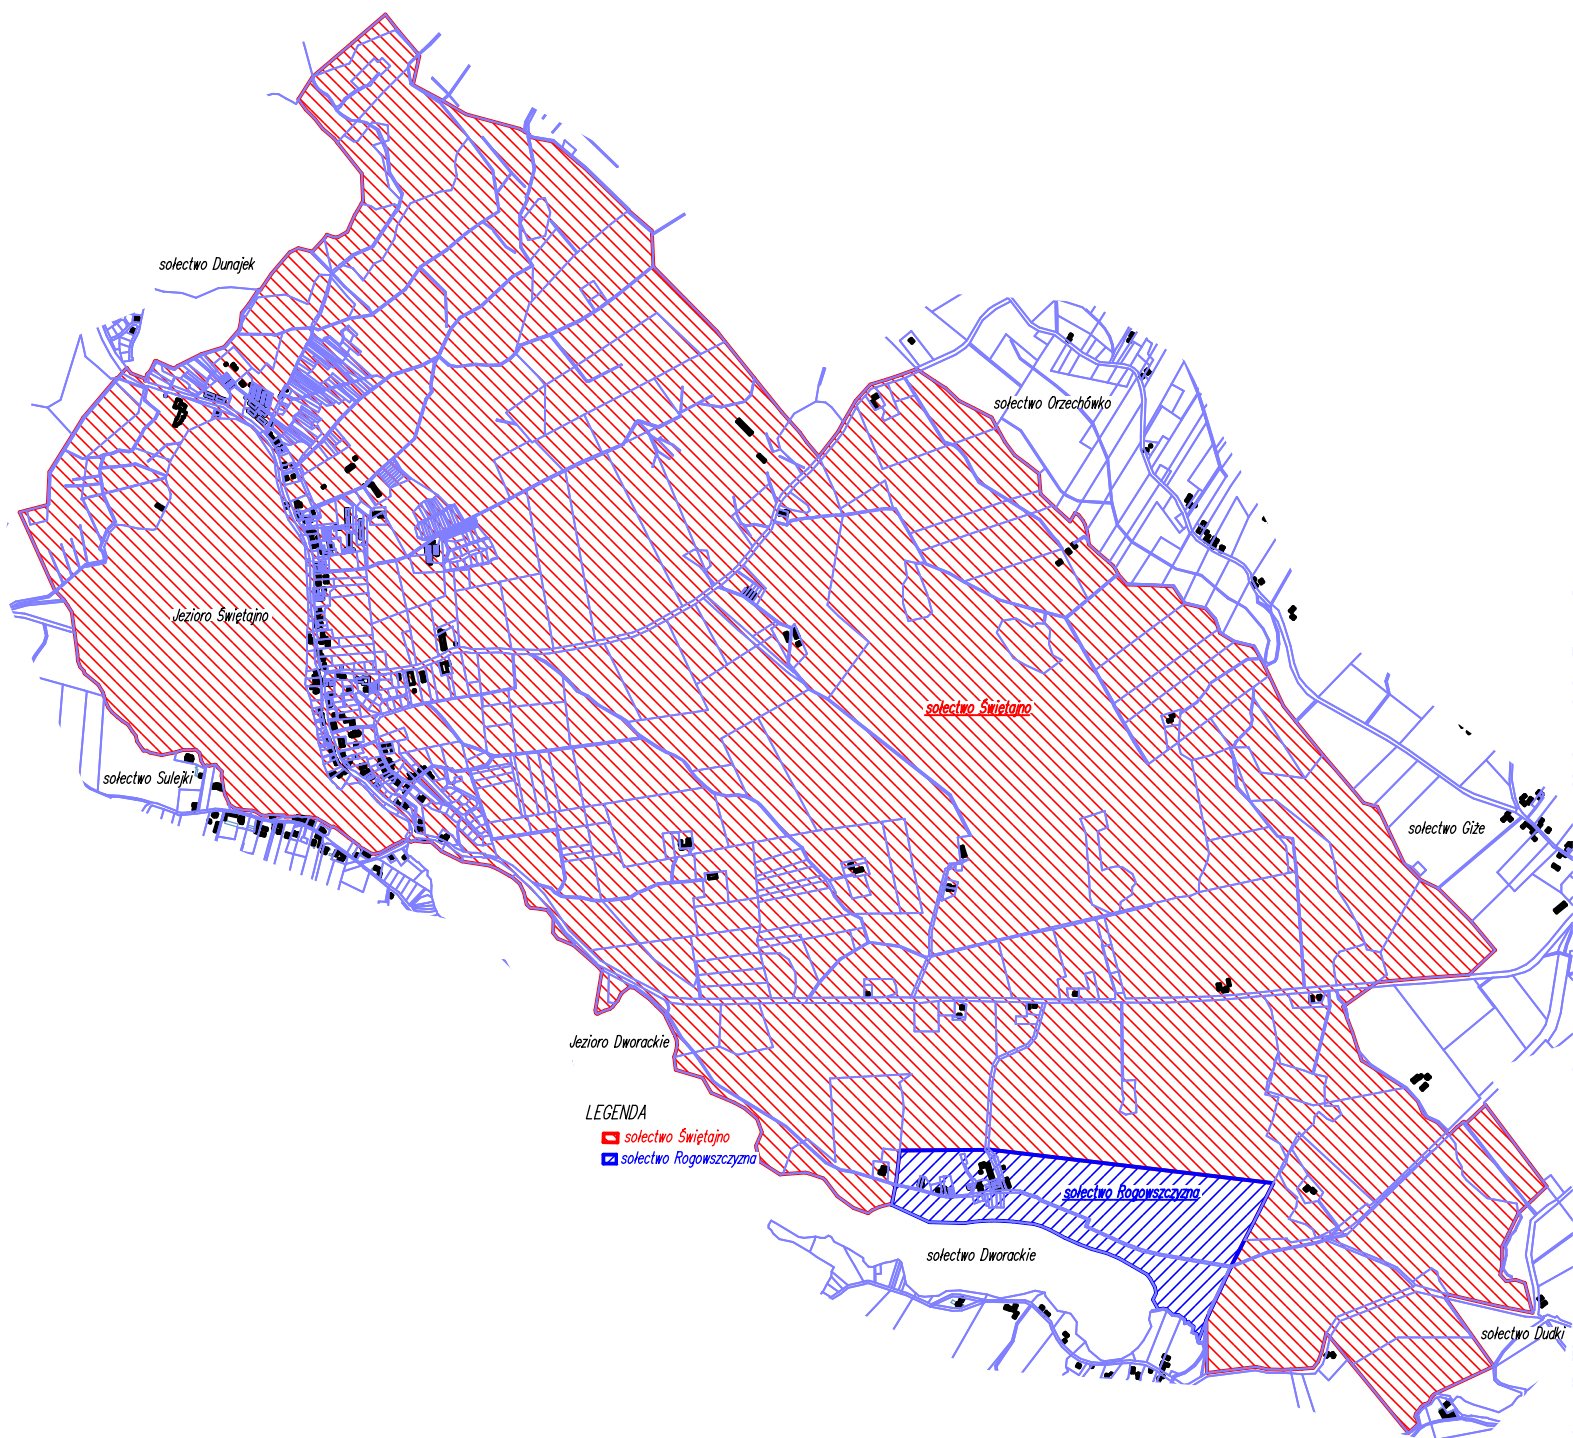 sołectwo Dunajek
sołectwo Orzechówko
Jezioro Świętajno
sołectwo Świetajno
sołectwo Sulejki
sołectwo Giże
Jezioro Dworackie
LEGENDA
sołectwo Świętajno
sołectwo Rogowszczyzna
sołectwo Rogowszczyzna
sołectwo Dworackie
sołectwo Dudki